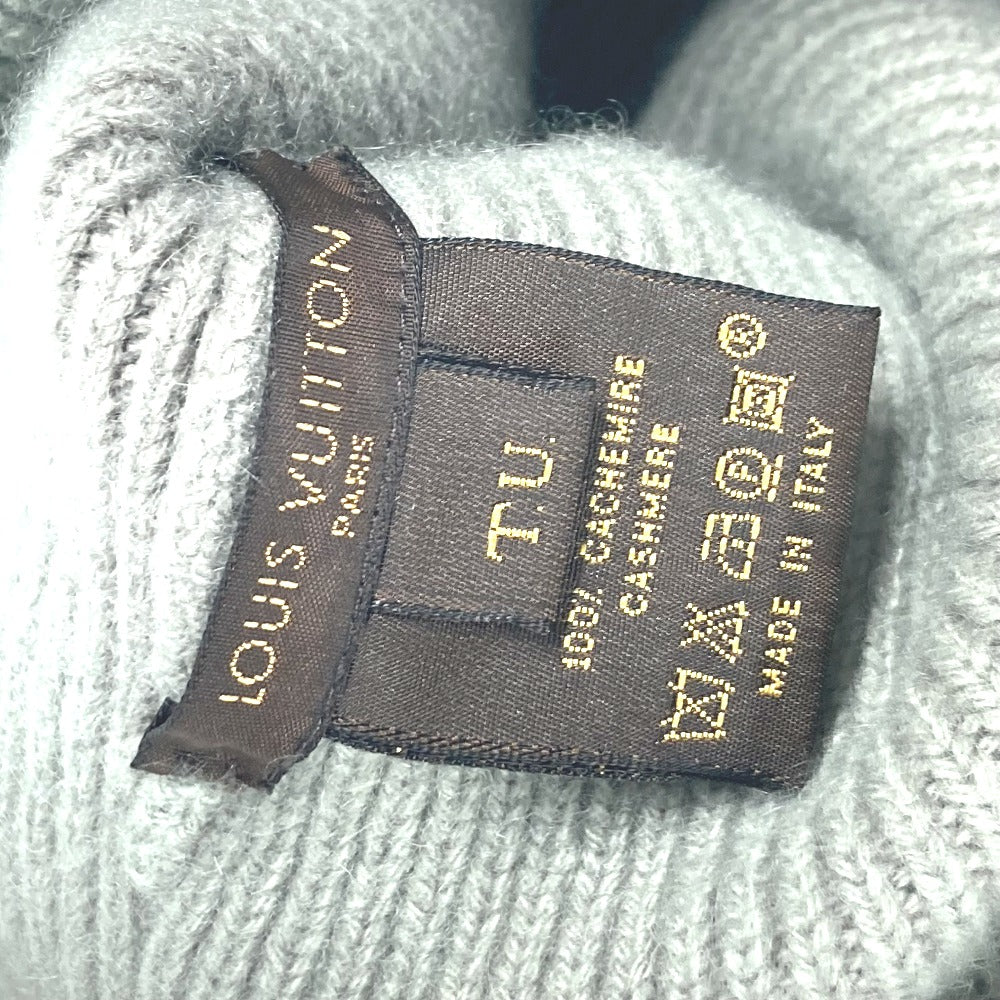 LOUIS VUITTON
PARIS
T.U.
100% CACHEMIRE
CASHMERE
MADE IN ITALY